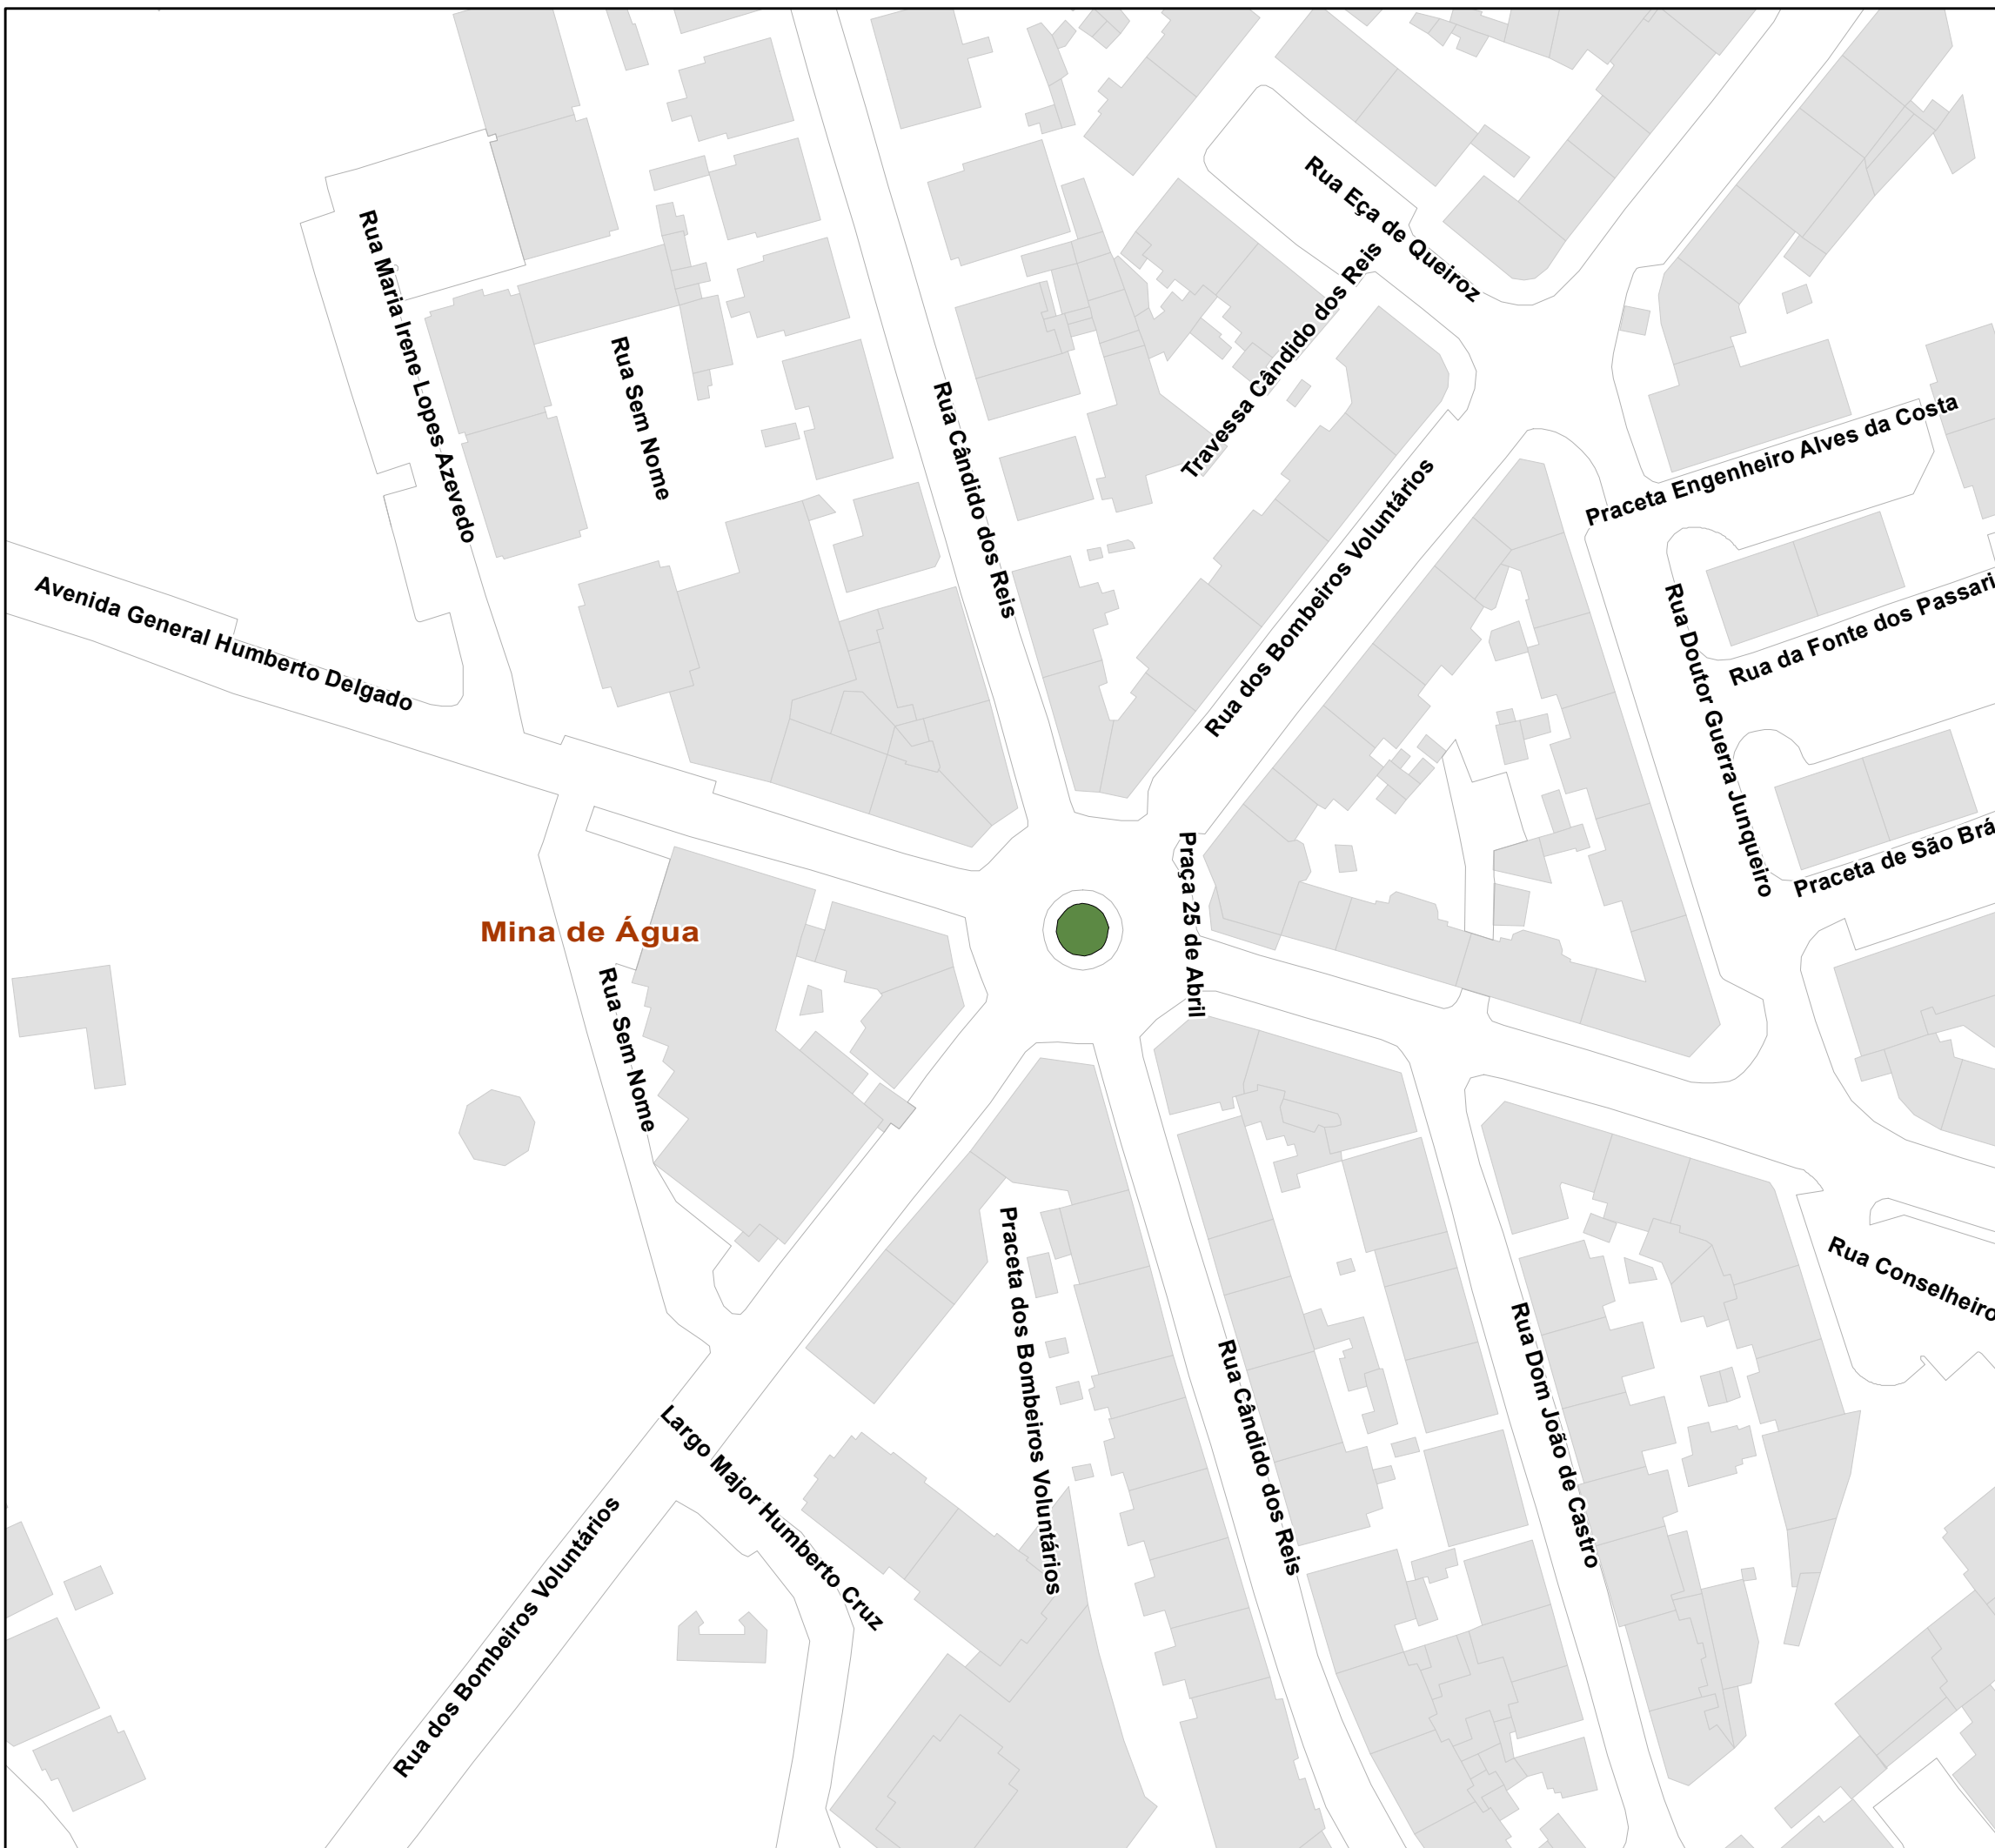 Rua Eça de Queiroz
Rua Maria Irene Lopes Azevedo
Travessa Cândido dos Reis
Rua Sem Nome
Rua Cândido dos Reis
Praceta Engenheiro Alves da Costa
Rua dos Bombeiros Voluntários
Avenida General Humberto Delgado
Rua da Fonte dos Passari
Rua Doutor Guerra Junqueiro
Praceta de São Brá
Praça 25 de Abril
Mina de Água
Rua Sem Nome
Praceta dos Bombeiros Voluntários
Rua Conselheiro
Rua Dom João de Castro
Rua Cândido dos Reis
Largo Major Humberto Cruz
Rua dos Bombeiros Voluntários